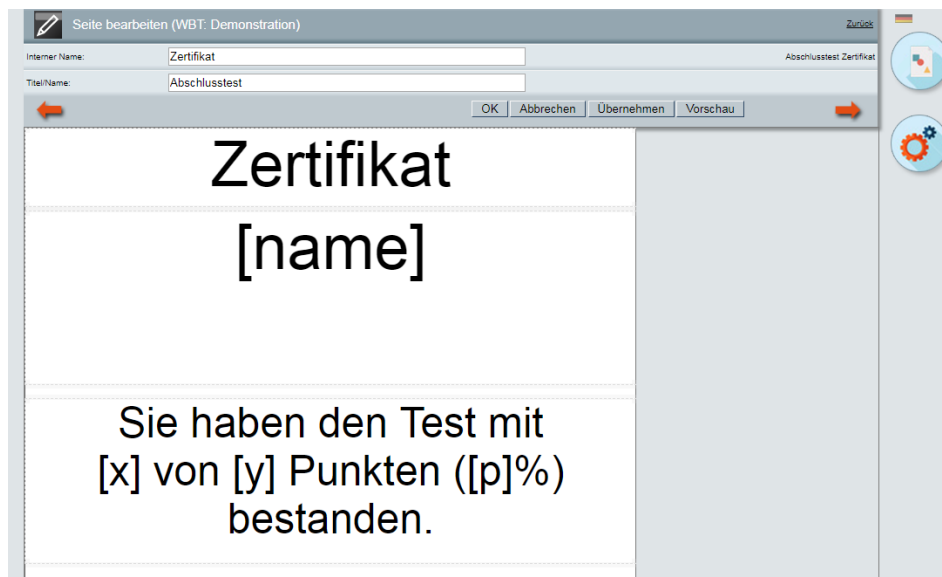 Seite bearbeiten (WBT: Demonstration)
Zurück
Interner Name:
Zertifikat
Abschlusstest Zertifikat
Titel/Name:
Abschlusstest
OK
Abbrechen
Übernehmen
Vorschau
Zertifikat
[name]
Sie haben den Test mit
[x] von [y] Punkten ([p]%)
bestanden.